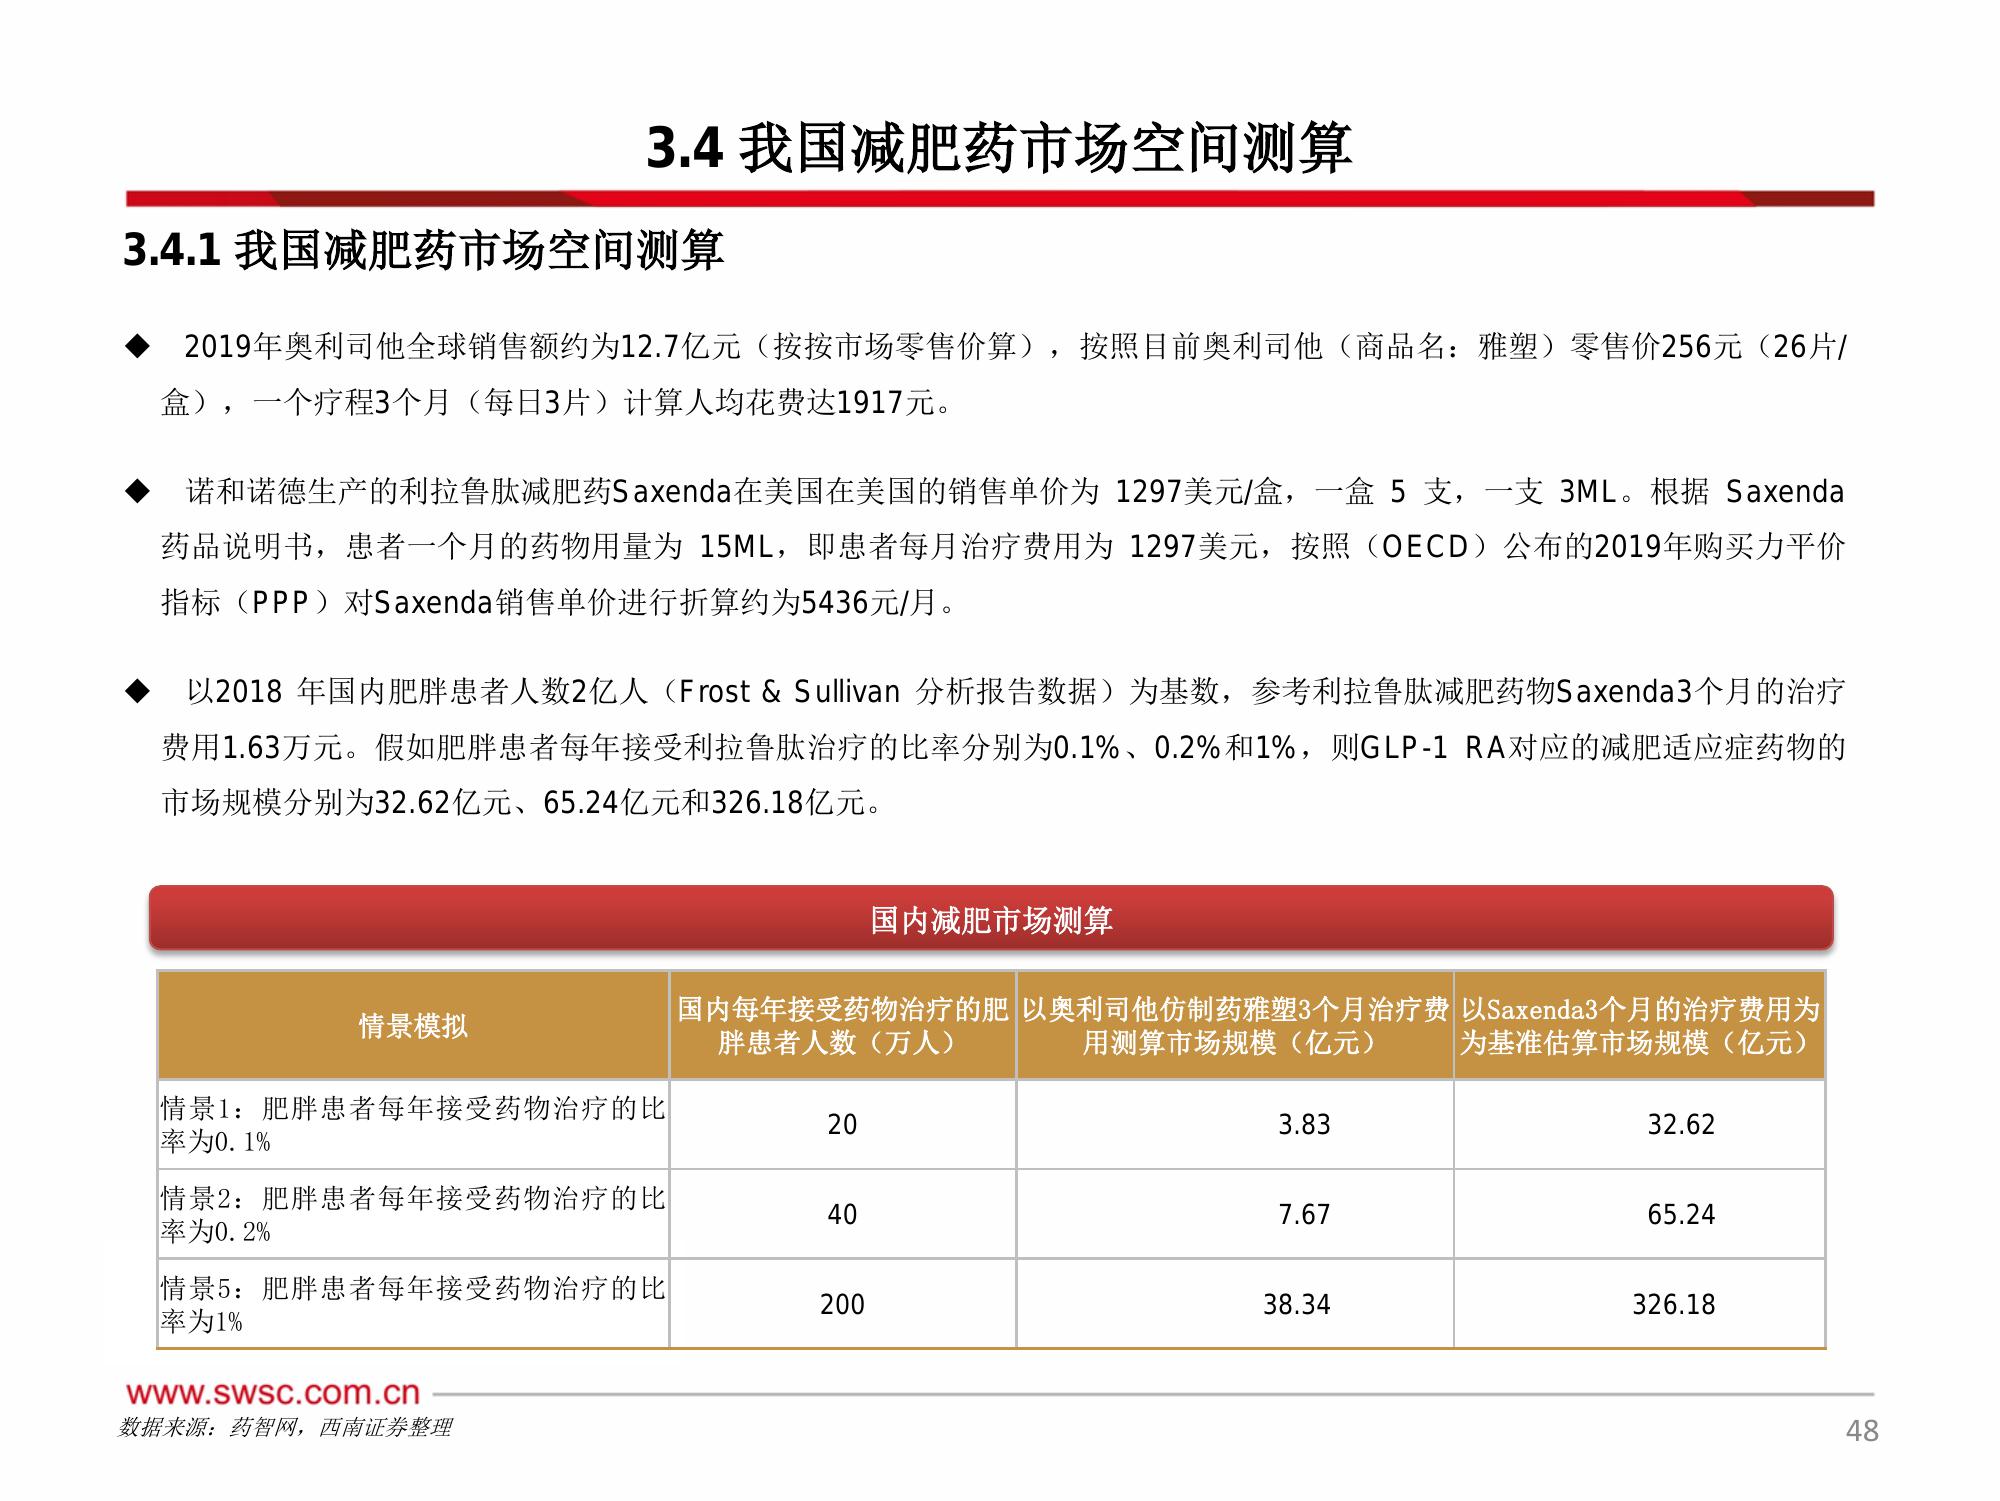 3.4 我国减肥药市场空间测算
3.4.1 我国减肥药市场空间测算
◆ 2019年奥利司他全球销售额约为12.7亿元（按按市场零售价算），按照目前奥利司他（商品名：雅塑）零售价256元（26片/
盒），一个疗程3个月（每日3片）计算人均花费达1917元。
◆ 诺和诺德生产的利拉鲁肽减肥药Saxenda在美国在美国的销售单价为 1297美元/盒，一盒 5 支，一支 3ML。根据 Saxenda
药品说明书，患者一个月的药物用量为 15ML，即患者每月治疗费用为 1297美元，按照（OECD）公布的2019年购买力平价
指标（PPP）对Saxenda销售单价进行折算约为5436元/月。
◆ 以2018 年国内肥胖患者人数2亿人（Frost & Sullivan 分析报告数据）为基数，参考利拉鲁肽减肥药物Saxenda3个月的治疗
费用1.63万元。假如肥胖患者每年接受利拉鲁肽治疗的比率分别为0.1%、0.2%和1%，则GLP-1 RA对应的减肥适应症药物的
市场规模分别为32.62亿元、65.24亿元和326.18亿元。
国内减肥市场测算
情景模拟
国内每年接受药物治疗的肥
胖患者人数（万人）
以奥利司他仿制药雅塑3个月治疗费
用测算市场规模（亿元）
以Saxenda3个月的治疗费用为
为基准估算市场规模（亿元）
情景1：肥胖患者每年接受药物治疗的比
率为0.1%
20
3.83
32.62
情景2：肥胖患者每年接受药物治疗的比
率为0.2%
40
7.67
65.24
情景5：肥胖患者每年接受药物治疗的比
率为1%
200
38.34
326.18
www.swsc.com.cn
数据来源：药智网，西南证券整理
48